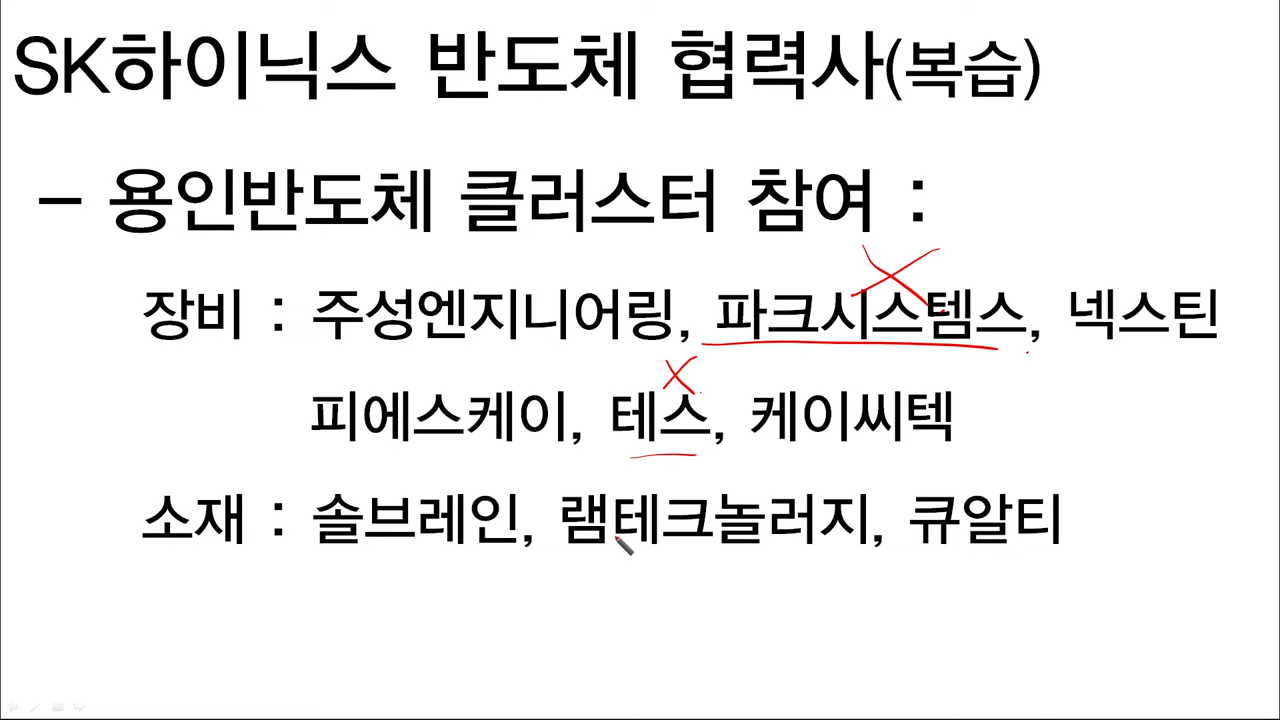 SK하이닉스 반도체 협력사(복습)
- 용인반도체 클러스터 참여 :
장비 : 주성엔지니어링, 파크시스템스, 넥스틴
피에스케이, 테스, 케이씨텍
소재 : 솔브레인, 램테크놀러지, 큐알티